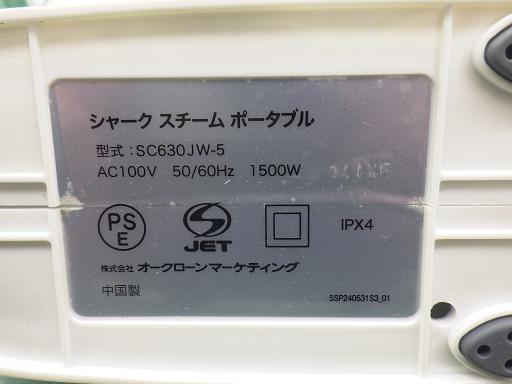 シャーク スチーム ポータブル
型式：SC630JW-5
AC100V 50/60Hz 1500W
PS
E
JET
IPX4
株式会社 オークローンマーケティング
中国製
SSP240531S3_01